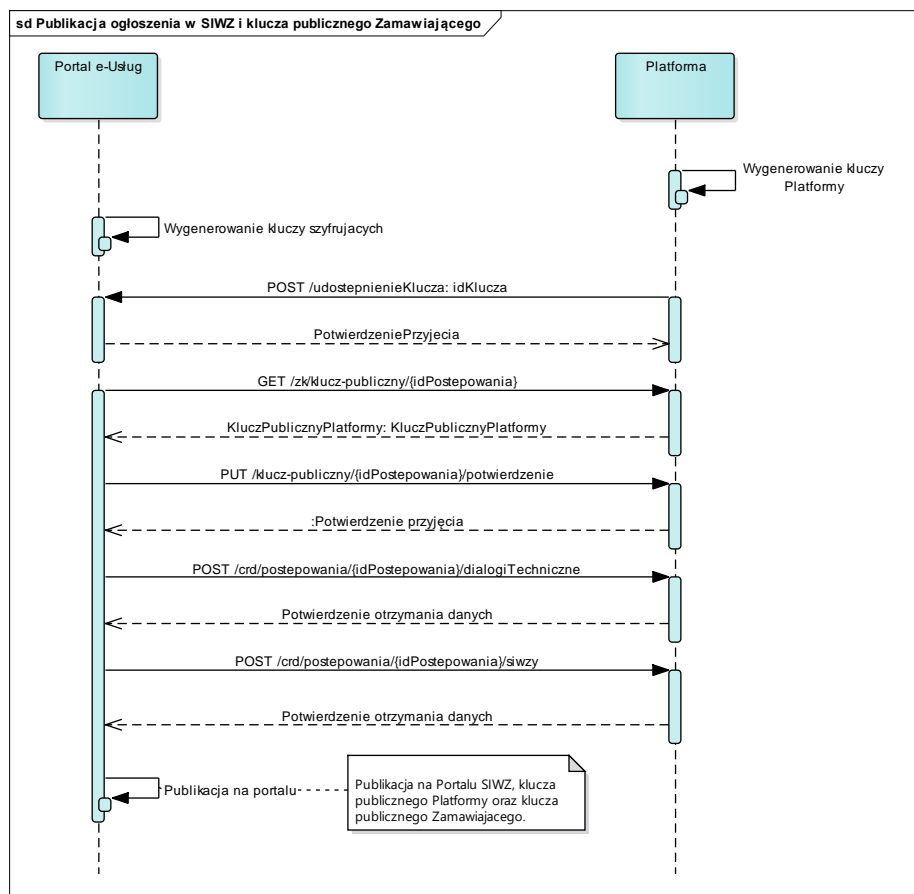 sd Publikacja ogłoszenia w SIWZ i klucza publicznego Zamawiającego
Portal e-Usług
Platforma
Wygenerowanie kluczy
Platformy
Wygenerowanie kluczy szyfrujacych
POST /udostepnienieKlucza: idKlucza
PotwierdzeniePrzyjecia
GET /zk/klucz-publiczny/{idPostepowania}
KluczPublicznyPlatformy: KluczPublicznyPlatformy
PUT /klucz-publiczny/{idPostepowania}/potwierdzenie
:Potwierdzenie przyjęcia
POST /crd/postepowania/{idPostepowania}/dialogiTechniczne
Potwierdzenie otrzymania danych
POST /crd/postepowania/{idPostepowania}/siwzy
Potwierdzenie otrzymania danych
Publikacja na portalu
Publikacja na Portalu SIWZ, klucza
publicznego Platformy oraz klucza
publicznego Zamawiajacego.